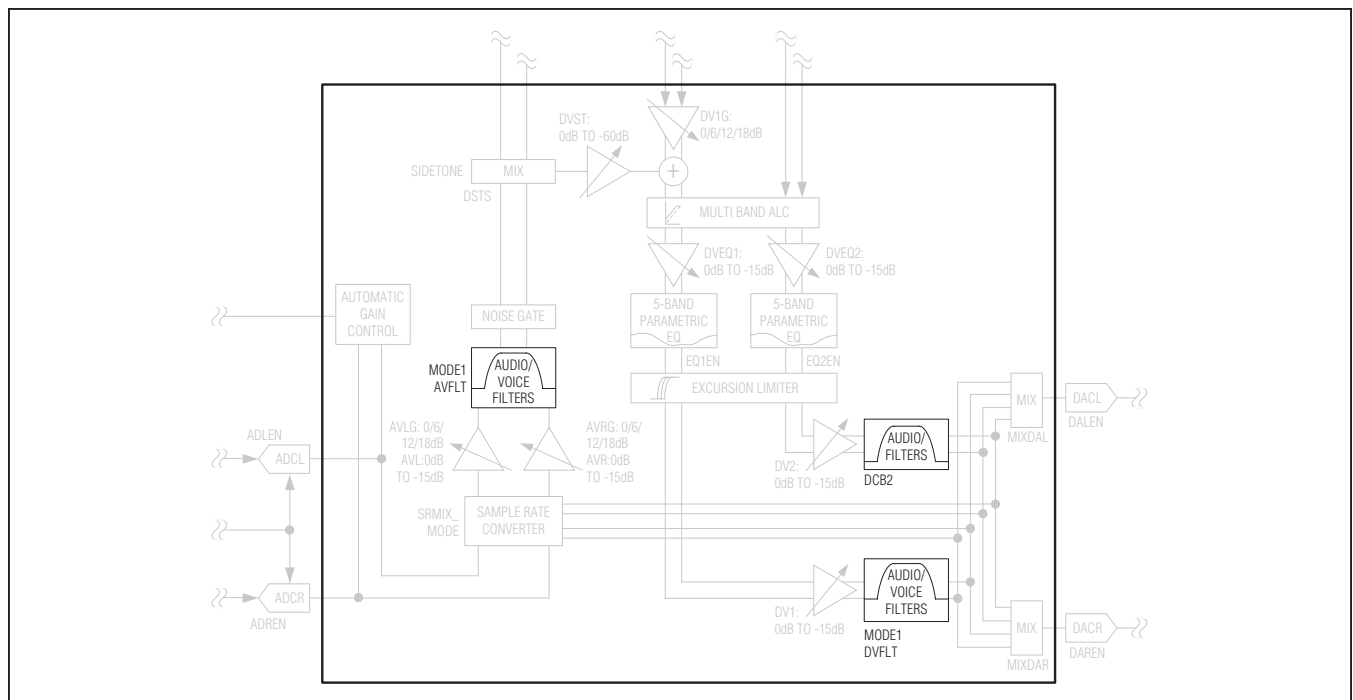 DVST:
0dB TO -60dB
DV1G:
0/6/12/18dB
SIDETONE
MIX
+
DSTS
MULTI BAND ALC
DVEQ1:
0dB TO -15dB
DVEQ2:
0dB TO -15dB
AUTOMATIC
GAIN
CONTROL
NOISE GATE
5-BAND
PARAMETRIC
EQ
5-BAND
PARAMETRIC
EQ
EQ1EN
EQ2EN
MODE1
AVFLT
AUDIO/
VOICE
FILTERS
EXCURSION LIMITER
AVLG: 0/6/
12/18dB
AVL:0dB
TO -15dB
AVRG: 0/6/
12/18dB
AVR:0dB
TO -15dB
ADLEN
ADCL
DV2:
0dB TO -15dB
AUDIO/
FILTERS
DCB2
MIX
MIXDAL
DACL
DALEN
SRMIX_
MODE
SAMPLE RATE
CONVERTER
ADCR
ADREN
DV1:
0dB TO -15dB
AUDIO/
VOICE
FILTERS
MODE1
DVFLT
MIX
MIXDAR
DACR
DAREN